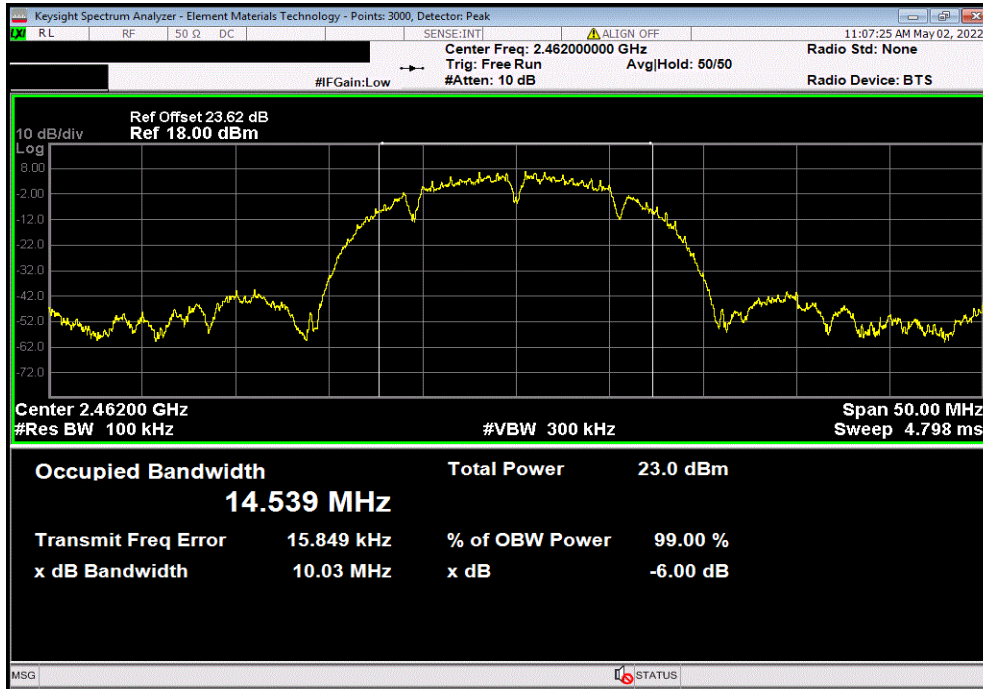 Keysight Spectrum Analyzer - Element Materials Technology - Points: 3000, Detector: Peak
LXI RL RF 50 Ω DC SENSE:INT ALIGN OFF 11:07:25 AM May 02, 2022
Center Freq: 2.462000000 GHz Radio Std: None
Trig: Free Run Avg|Hold: 50/50
#IFGain:Low #Atten: 10 dB Radio Device: BTS
Ref Offset 23.62 dB
10 dB/div Ref 18.00 dBm
Log
8.00
-2.00
-12.0
-22.0
-32.0
-42.0
-52.0
-62.0
-72.0
Center 2.46200 GHz Span 50.00 MHz
#Res BW 100 kHz #VBW 300 kHz Sweep 4.798 ms
Occupied Bandwidth Total Power 23.0 dBm
14.539 MHz
Transmit Freq Error 15.849 kHz % of OBW Power 99.00 %
x dB Bandwidth 10.03 MHz x dB -6.00 dB
MSG STATUS